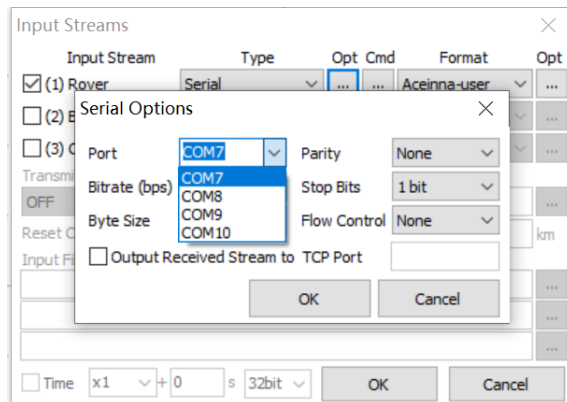 Input Streams
Input Stream Type Opt Cmd Format Opt
(1) Rover Serial ... ... Aceinna-user ...
(2) ...
Serial Options
(3) ...
Port COM7 Parity None
Transmi
COM7
Bitrate (bps) COM8 Stop Bits 1 bit
OFF ...
COM9
Byte Size COM10 Flow Control None
Reset km
Output Received Stream to TCP Port
Input Fi
...
OK Cancel
...
...
Time x1 + 0 s 32bit OK Cancel